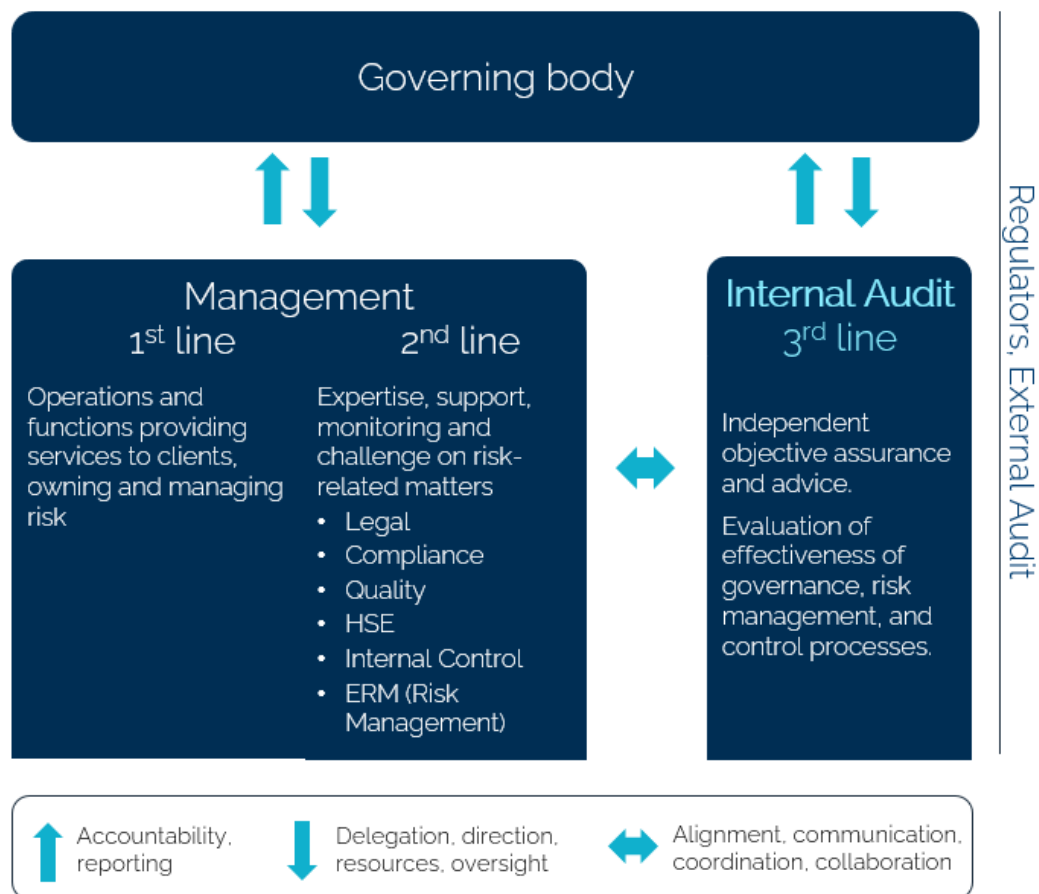 Governing body
Management
1st line
Operations and
functions providing
services to clients,
owning and managing
risk
2nd line
Expertise, support,
monitoring and
challenge on risk-
related matters
• Legal
• Compliance
• Quality
• HSE
• Internal Control
• ERM (Risk
Management)
Internal Audit
3rd line
Independent
objective assurance
and advice.
Evaluation of
effectiveness of
governance, risk
management, and
control processes.
Regulators, External Audit
Accountability,
reporting
Delegation, direction,
resources, oversight
Alignment, communication,
coordination, collaboration